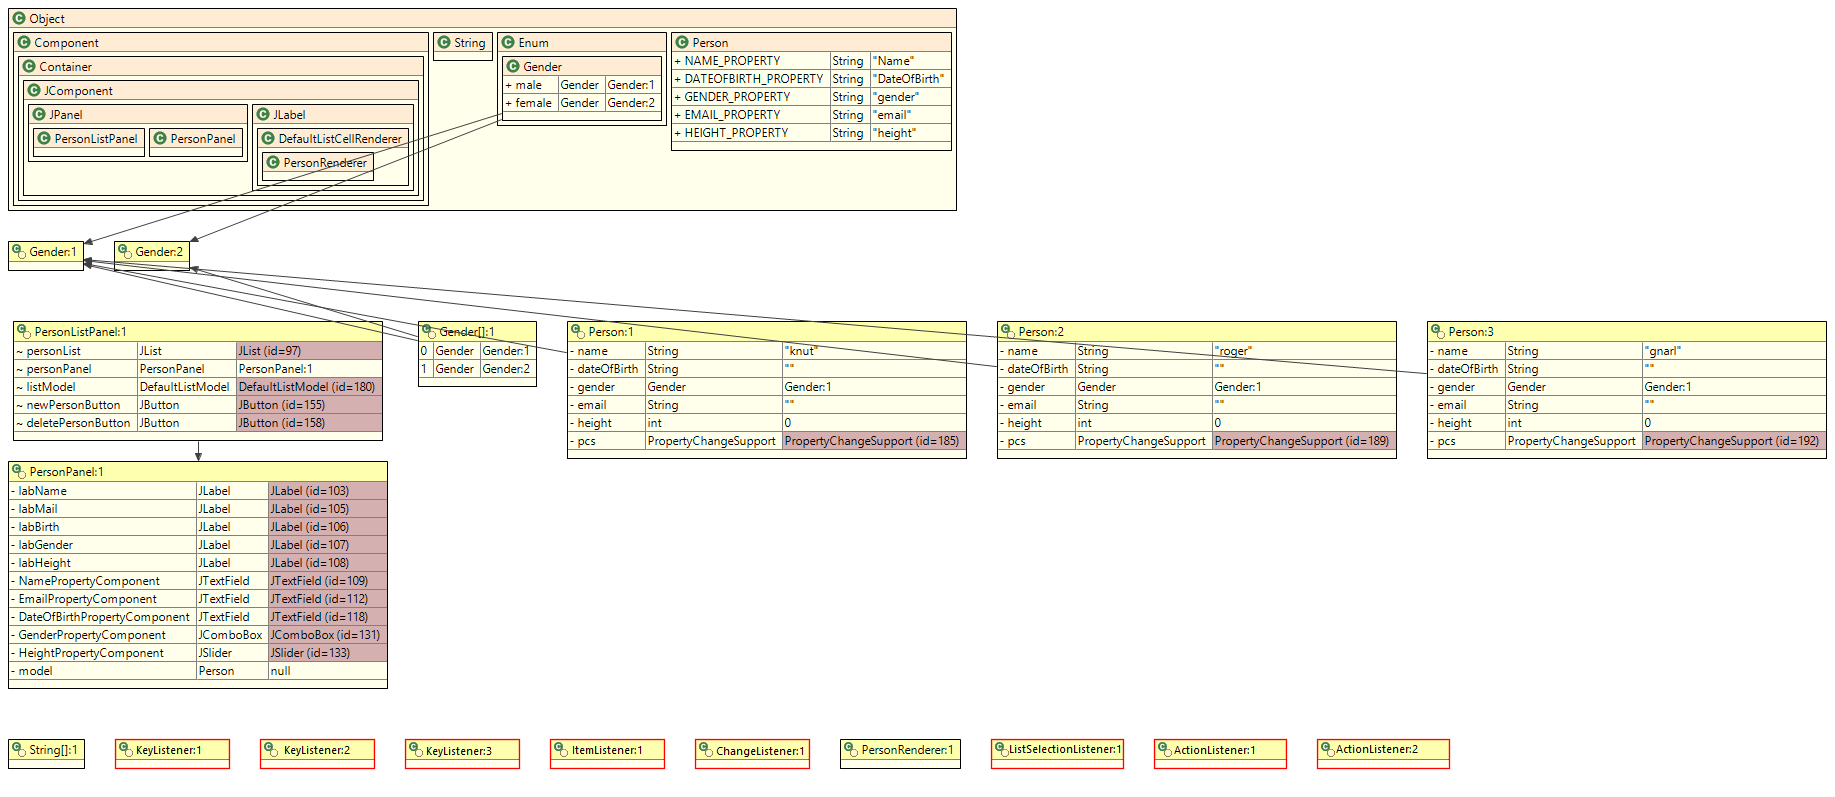 Object
Component
String
Enum
Person
Container
Gender
+ NAME_PROPERTY String "Name"
+ DATEOFBIRTH_PROPERTY String "DateOfBirth"
+ GENDER_PROPERTY String "gender"
+ EMAIL_PROPERTY String "email"
+ HEIGHT_PROPERTY String "height"
+ male Gender Gender:1
+ female Gender Gender:2
JComponent
JPanel
JLabel
PersonListPanel
PersonPanel
DefaultListCellRenderer
PersonRenderer
Gender:1
Gender:2
PersonListPanel:1
~ personList JList JList (id=97)
~ personPanel PersonPanel PersonPanel:1
~ listModel DefaultListModel DefaultListModel (id=180)
~ newPersonButton JButton JButton (id=155)
~ deletePersonButton JButton JButton (id=158)
Gender[]:1
0 Gender Gender:1
1 Gender Gender:2
Person:1
- name String "knut"
- dateOfBirth String ""
- gender Gender Gender:1
- email String ""
- height int 0
- pcs PropertyChangeSupport PropertyChangeSupport (id=185)
Person:2
- name String "roger"
- dateOfBirth String ""
- gender Gender Gender:1
- email String ""
- height int 0
- pcs PropertyChangeSupport PropertyChangeSupport (id=189)
Person:3
- name String "gnarl"
- dateOfBirth String ""
- gender Gender Gender:1
- email String ""
- height int 0
- pcs PropertyChangeSupport PropertyChangeSupport (id=192)
PersonPanel:1
- labName JLabel JLabel (id=103)
- labMail JLabel JLabel (id=105)
- labBirth JLabel JLabel (id=106)
- labGender JLabel JLabel (id=107)
- labHeight JLabel JLabel (id=108)
- NamePropertyComponent JTextField JTextField (id=109)
- EmailPropertyComponent JTextField JTextField (id=112)
- DateOfBirthPropertyComponent JTextField JTextField (id=118)
- GenderPropertyComponent JComboBox JComboBox (id=131)
- HeightPropertyComponent JSlider JSlider (id=133)
- model Person null
String[]:1
KeyListener:1
KeyListener:2
KeyListener:3
ItemListener:1
ChangeListener:1
PersonRenderer:1
ListSelectionListener:1
ActionListener:1
ActionListener:2